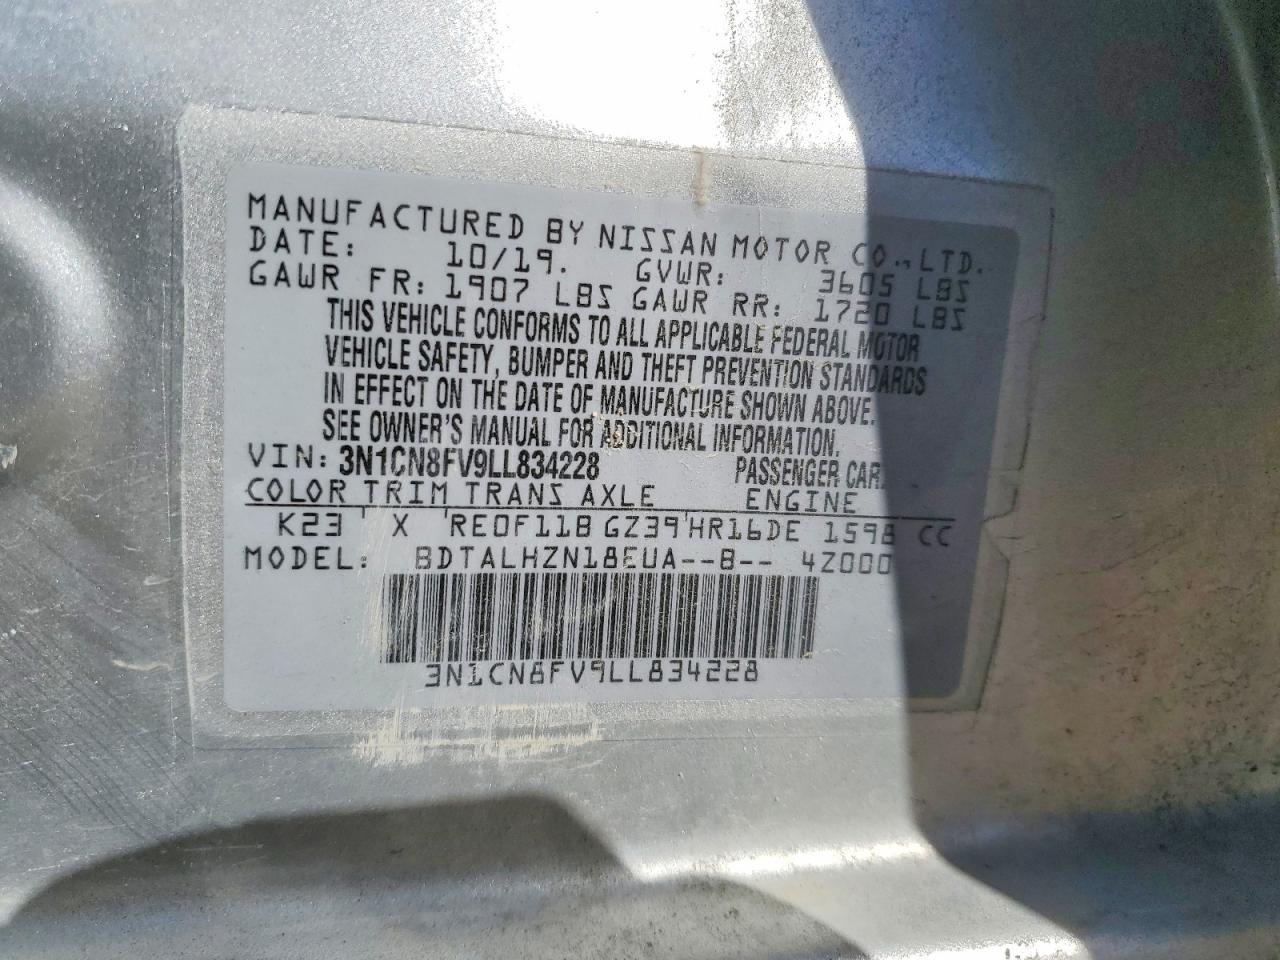 MANUFACTURED BY NISSAN MOTOR CO., LTD.
DATE: 10/19. GVWR: 3605 LBS
GAWR FR: 1907 LBS GAWR RR: 1720 LBS
THIS VEHICLE CONFORMS TO ALL APPLICABLE FEDERAL MOTOR
VEHICLE SAFETY, BUMPER AND THEFT PREVENTION STANDARDS
IN EFFECT ON THE DATE OF MANUFACTURE SHOWN ABOVE.
SEE OWNER'S MANUAL FOR ADDITIONAL INFORMATION.
VIN: 3N1CN8FV9LL834228 PASSENGER CAR
COLOR TRIM TRANS AXLE ENGINE
K23 ' X 'RE0F11B GZ39'HR16DE 1598 CC
MODEL: BDTALHZN18EUA--B-- 4Z000
3N1CN8FV9LL834228